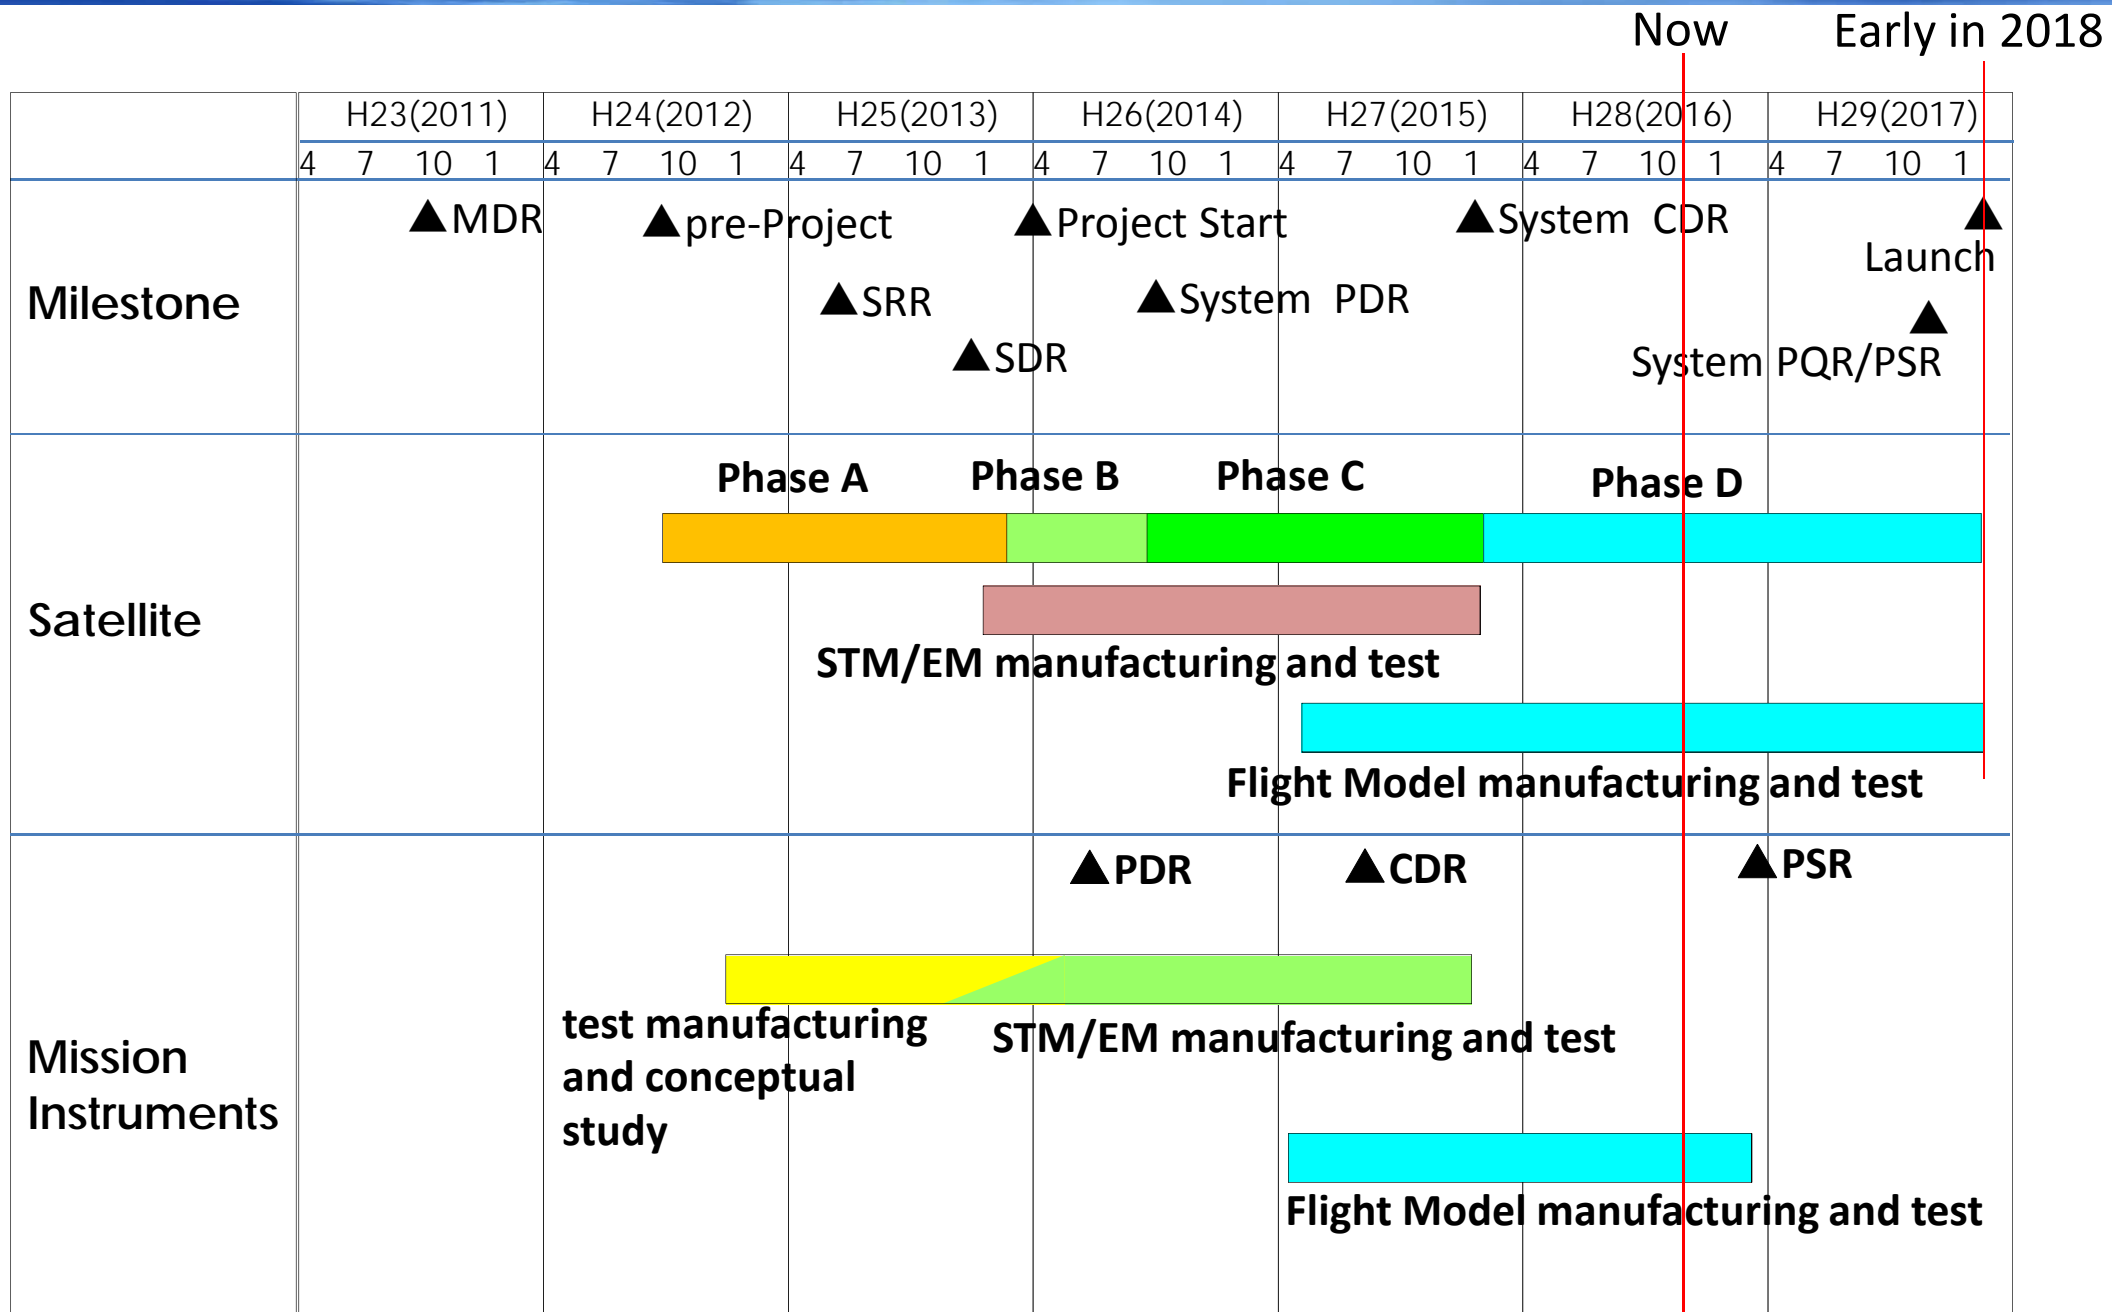 Now Early in 2018
H23(2011) H24(2012) H25(2013) H26(2014) H27(2015) H28(2016) H29(2017)
4 7 10 1 4 7 10 1 4 7 10 1 4 7 10 1 4 7 10 1 4 7 10 1 4 7 10 1
Milestone
▲MDR ▲pre-Project ▲Project Start ▲System CDR ▲
Launch
▲SRR ▲System PDR ▲
System PQR/PSR
▲SDR
Satellite
Phase A Phase B Phase C Phase D
STM/EM manufacturing and test
Flight Model manufacturing and test
Mission
Instruments
▲PDR ▲CDR ▲PSR
test manufacturing
and conceptual
study
STM/EM manufacturing and test
Flight Model manufacturing and test